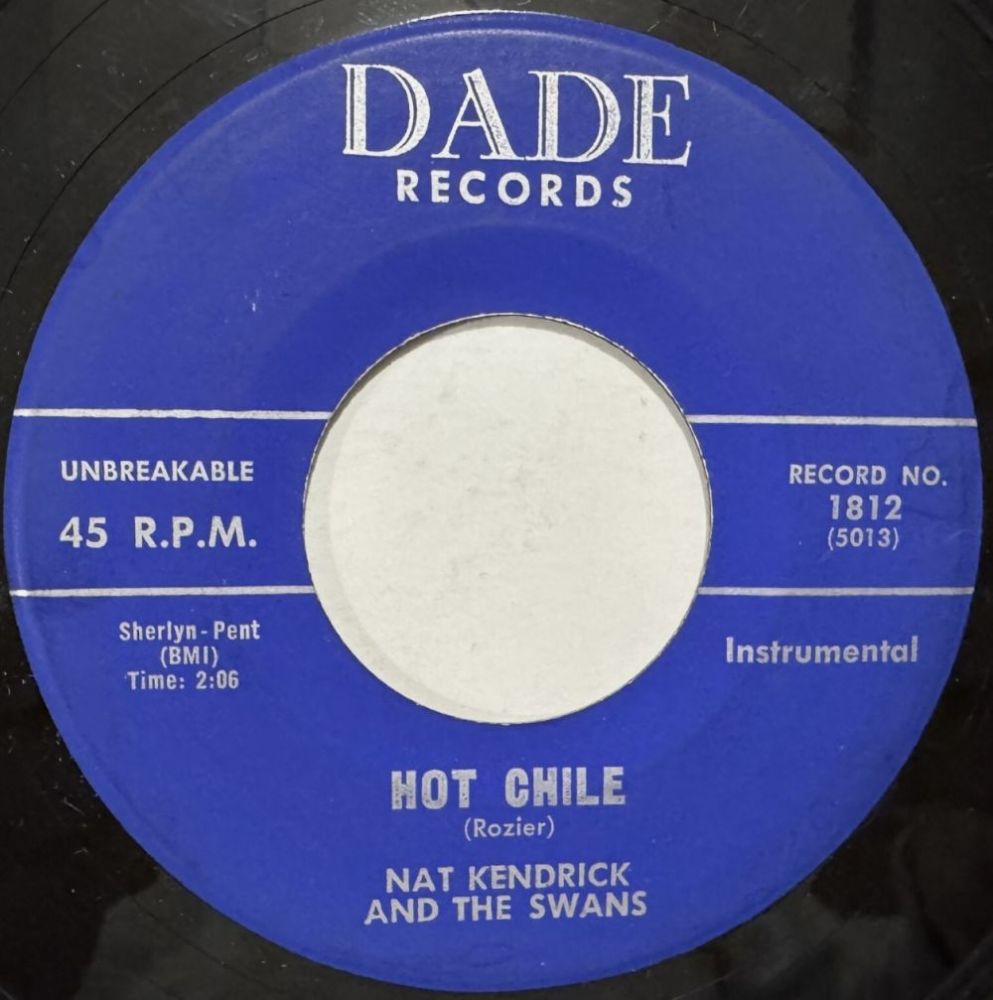 DADE
RECORDS
UNBREAKABLE
45 R.P.M.
RECORD NO.
1812
(5013)
Sherlyn-Pent
(BMI)
Time: 2:06
Instrumental
HOT CHILE
(Rozier)
NAT KENDRICK
AND THE SWANS